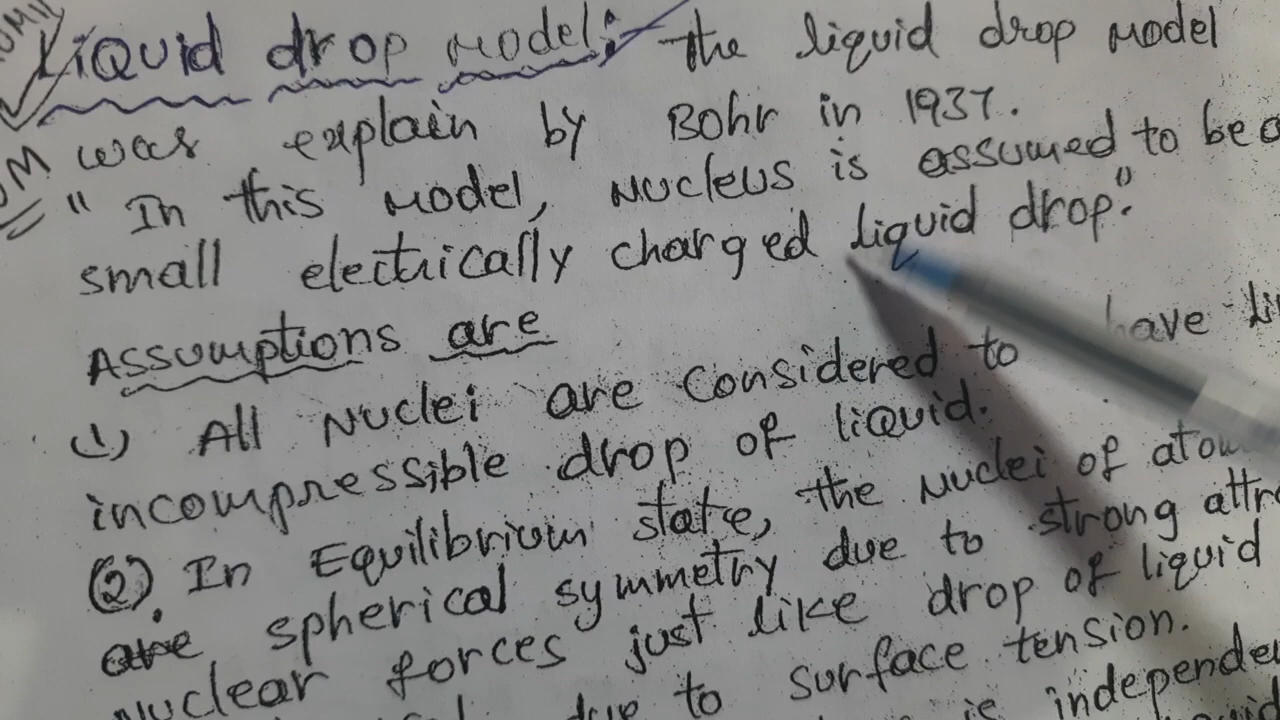 Liquid drop Model: The liquid drop Model
was explain by Bohr in 1937.
" In this Model, Nucleus is assumed to be a
small electrically charged liquid drop."
Assumptions are
(1) All Nuclei are considered to have
incompressible drop of liquid.
(2). In Equilibrium state, the Nuclei of
are spherical symmetry due to strong
Nuclear forces just like drop of liquid
due to surface tension.
is